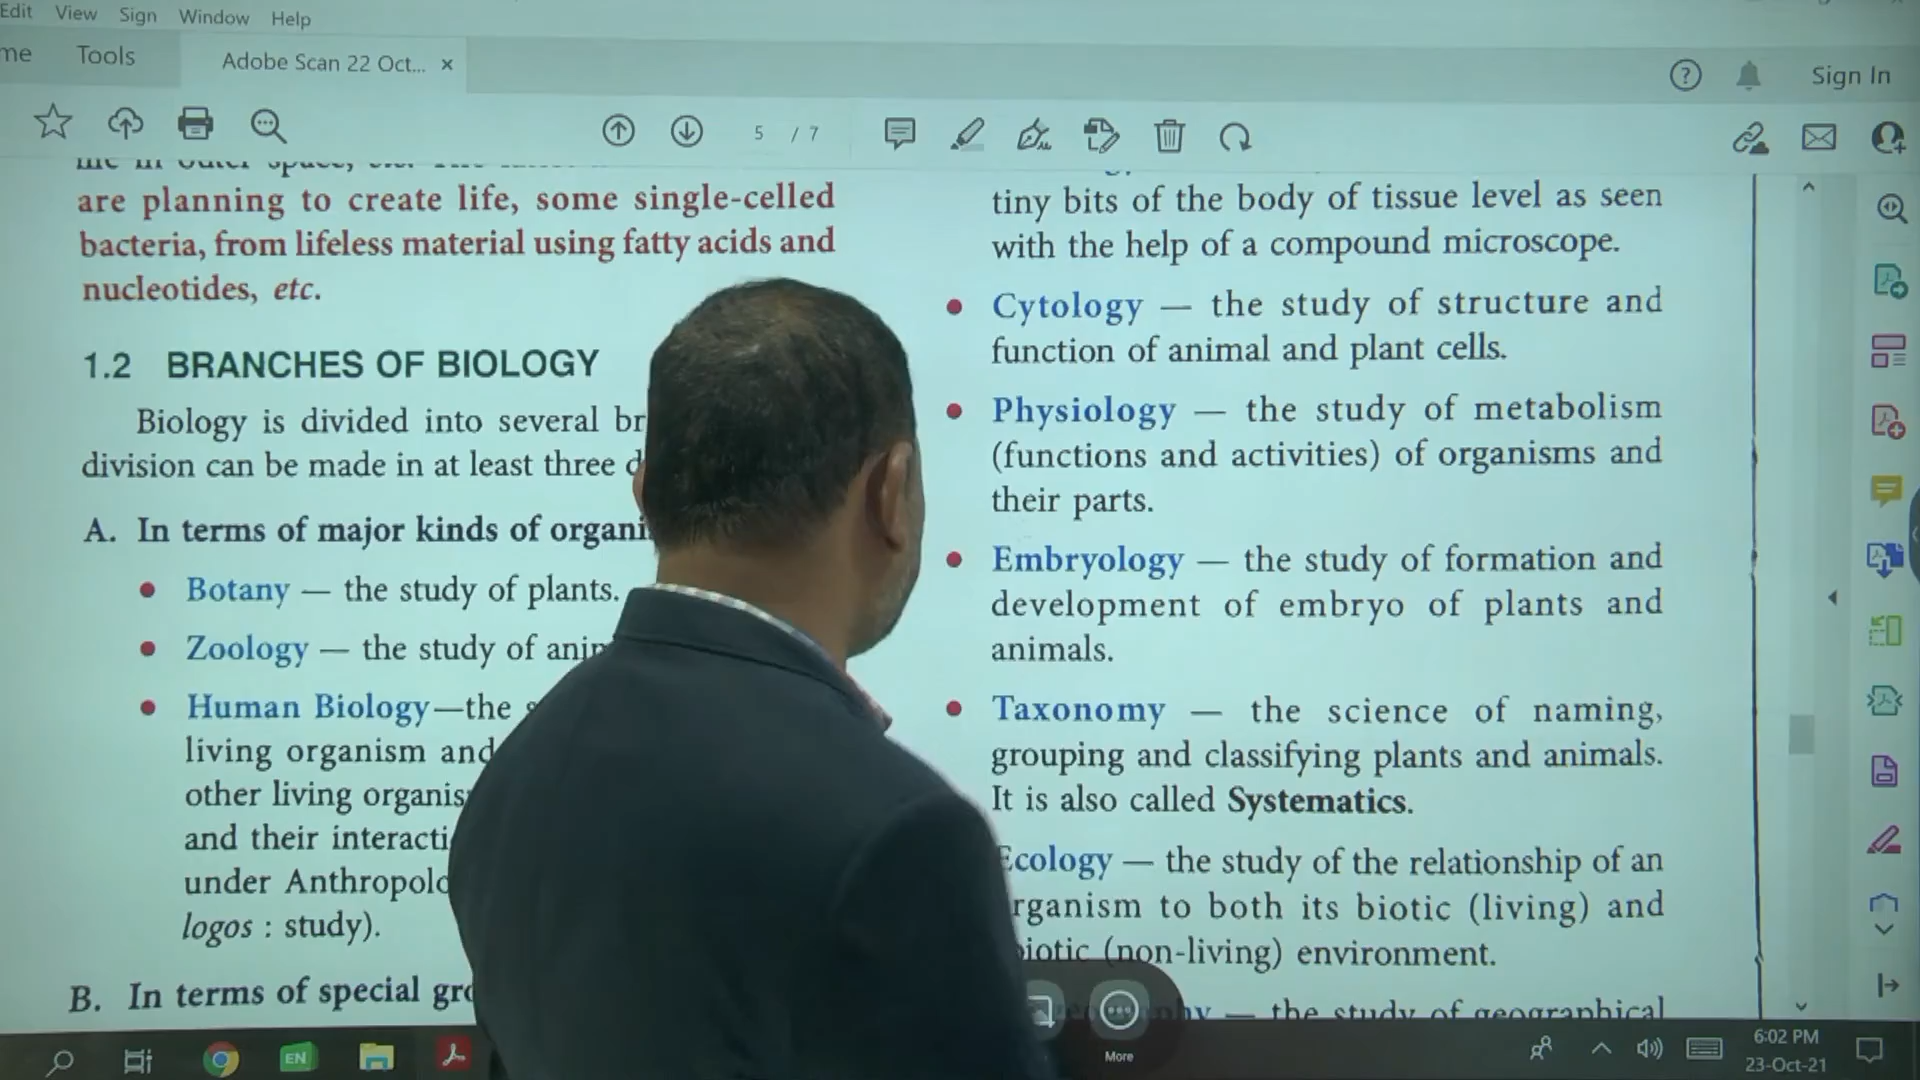 Edit View Sign Window Help
me Tools Adobe Scan 22 Oct... ×
Sign In
5 / 7
are planning to create life, some single-celled
bacteria, from lifeless material using fatty acids and
nucleotides, etc.
1.2 BRANCHES OF BIOLOGY
Biology is divided into several br
division can be made in at least three d
A. In terms of major kinds of organi
• Botany — the study of plants.
• Zoology — the study of anim
• Human Biology—the
living organism and
other living organis
and their interacti
under Anthropolo
logos : study).
B. In terms of special gro
tiny bits of the body of tissue level as seen
with the help of a compound microscope.
• Cytology — the study of structure and
function of animal and plant cells.
• Physiology — the study of metabolism
(functions and activities) of organisms and
their parts.
• Embryology — the study of formation and
development of embryo of plants and
animals.
• Taxonomy — the science of naming,
grouping and classifying plants and animals.
It is also called Systematics.
Ecology — the study of the relationship of an
rganism to both its biotic (living) and
biotic (non-living) environment.
— the study of geographical
More
EN
6:02 PM
23-Oct-21